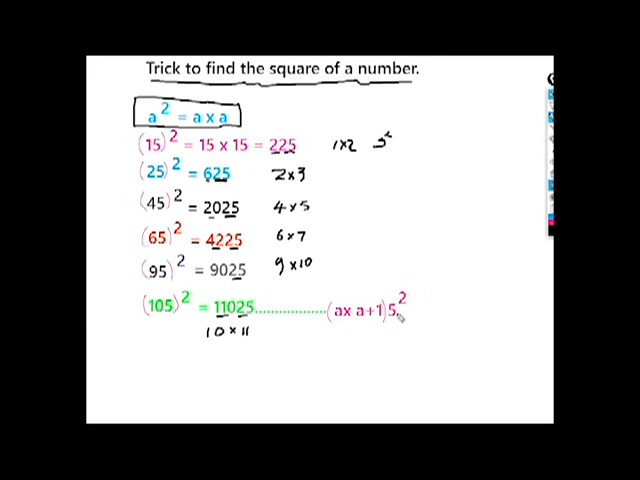 Trick to find the square of a number.
a² = a x a
(15)² = 15 x 15 = 225 1x2 5²
(25)² = 625 2x3
(45)² = 2025 4x5
(65)² = 4225 6x7
(95)² = 9025 9x10
(105)² = 11025....................(ax a+1)5²
10x11